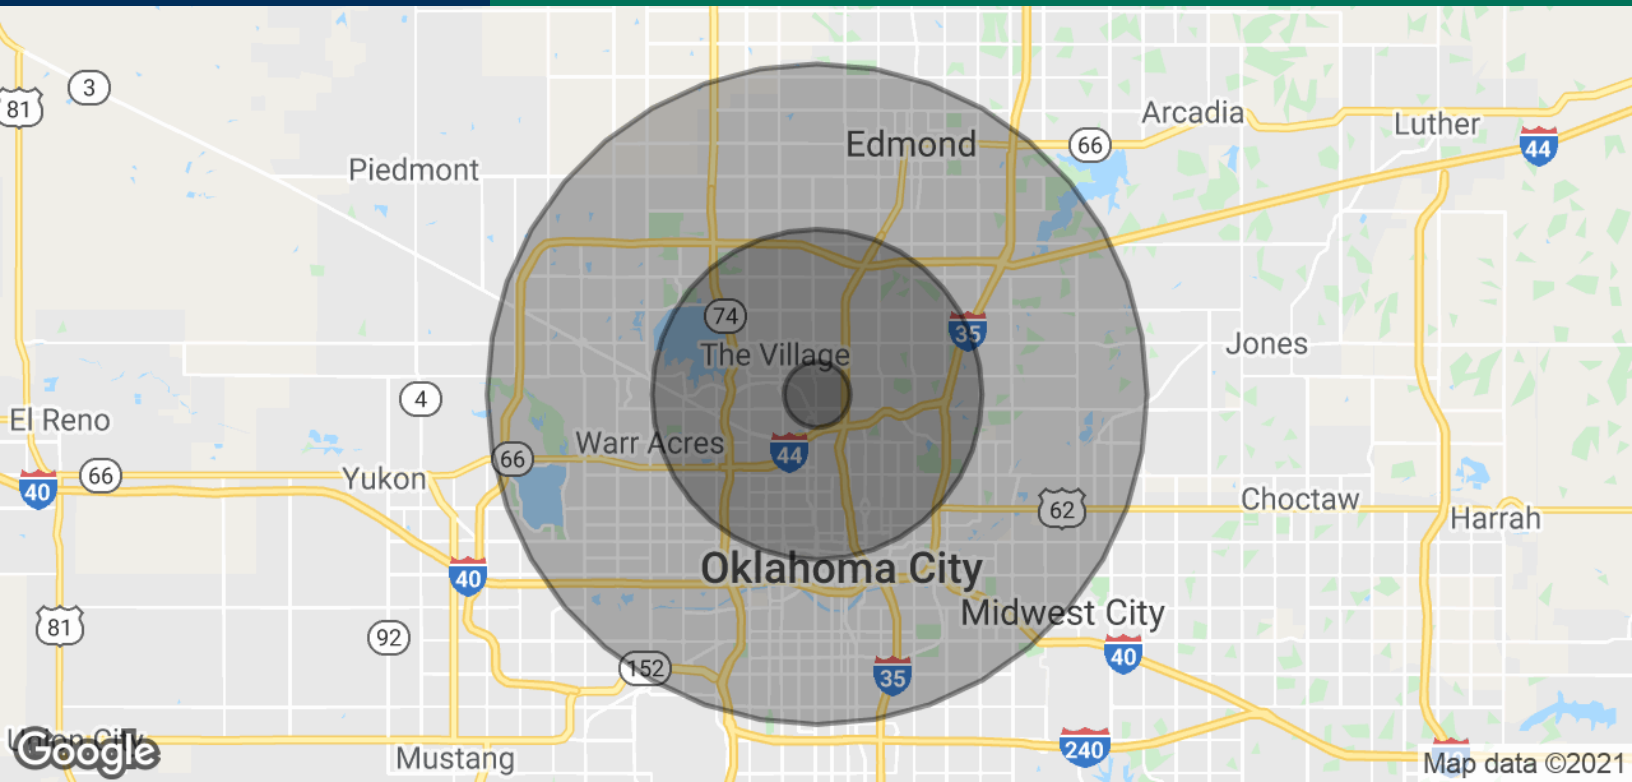 3
81
Arcadia
Luther
Edmond
66
44
Piedmont
74
35
Jones
The Village
4
El Reno
Warr Acres
66
44
Yukon
66
40
Choctaw
62
Harrah
Oklahoma City
40
Midwest City
81
92
40
152
35
Union City
Google
240
Mustang
Map data ©2021